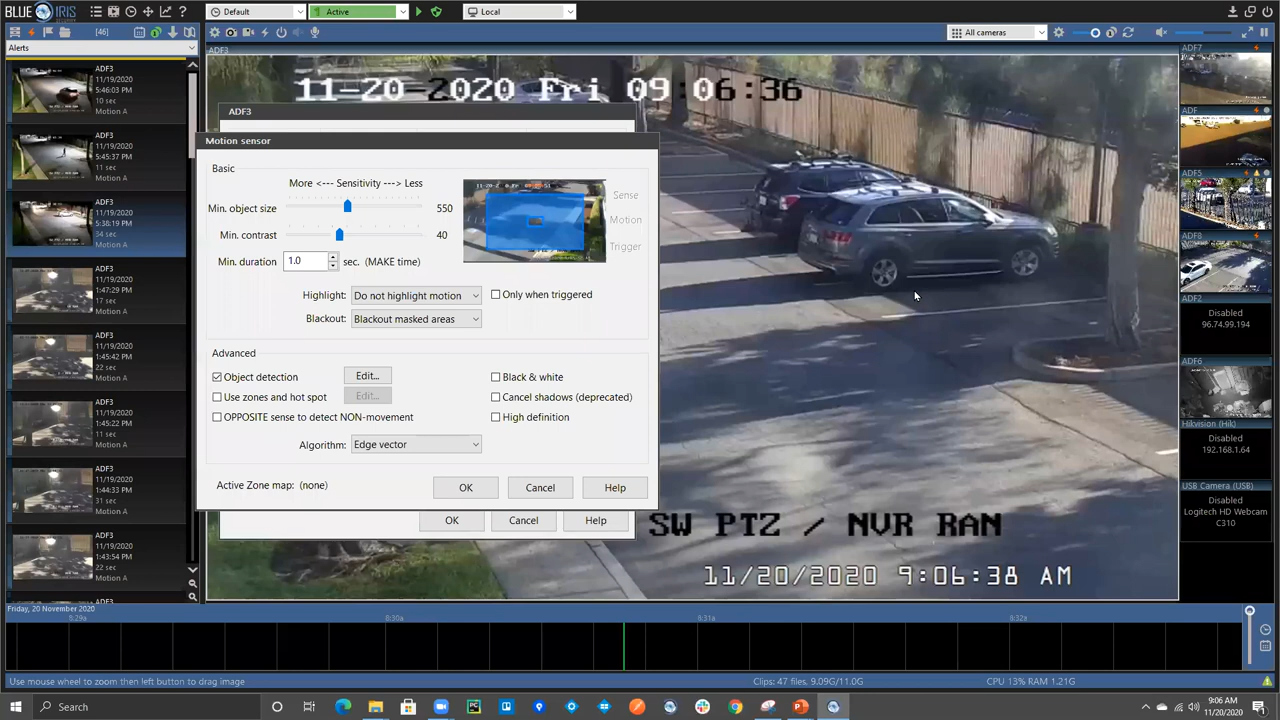 BLUE IRIS
SECURITY
Default
Active
Local
[46]
Alerts
All cameras
ADF3
11/19/2020
5:46:03 PM
10 sec
Motion A
ADF3
11/19/2020
5:45:37 PM
11 sec
Motion A
ADF3
11/19/2020
5:38:19 PM
34 sec
Motion A
ADF3
11/19/2020
1:47:29 PM
17 sec
Motion A
ADF3
11/19/2020
1:45:42 PM
22 sec
Motion A
ADF3
11/19/2020
1:45:22 PM
11 sec
Motion A
ADF3
11/19/2020
1:44:33 PM
31 sec
Motion A
ADF3
11/19/2020
1:43:54 PM
22 sec
Motion A
ADF3
ADF3
11-20-2020 Fri 09:06:36
ADF3
Motion sensor
Basic
More <--- Sensitivity ---> Less
Min. object size 550
Min. contrast 40
Min. duration 1.0 sec. (MAKE time)
Sense
Motion
Trigger
Highlight: Do not highlight motion
Only when triggered
Blackout: Blackout masked areas
Advanced
Object detection Edit...
Black & white
Use zones and hot spot Edit...
Cancel shadows (deprecated)
OPPOSITE sense to detect NON-movement
High definition
Algorithm: Edge vector
Active Zone map: (none)
OK Cancel Help
OK Cancel Help
SW PTZ / NVR RAN
11/20/2020 9:06:38 AM
ADF7
ADF
ADF5
ADF8
ADF2
Disabled
96.74.99.194
ADF6
Hikvision (Hik)
Disabled
192.168.1.64
USB Camera (USB)
Disabled
Logitech HD Webcam
C310
Friday, 20 November 2020
8:29a
8:30a
8:31a
8:32a
Use mouse wheel to zoom then left button to drag image
Clips: 47 files, 9.09G/11.0G
CPU 13% RAM 1.21G
Search
9:06 AM
11/20/2020